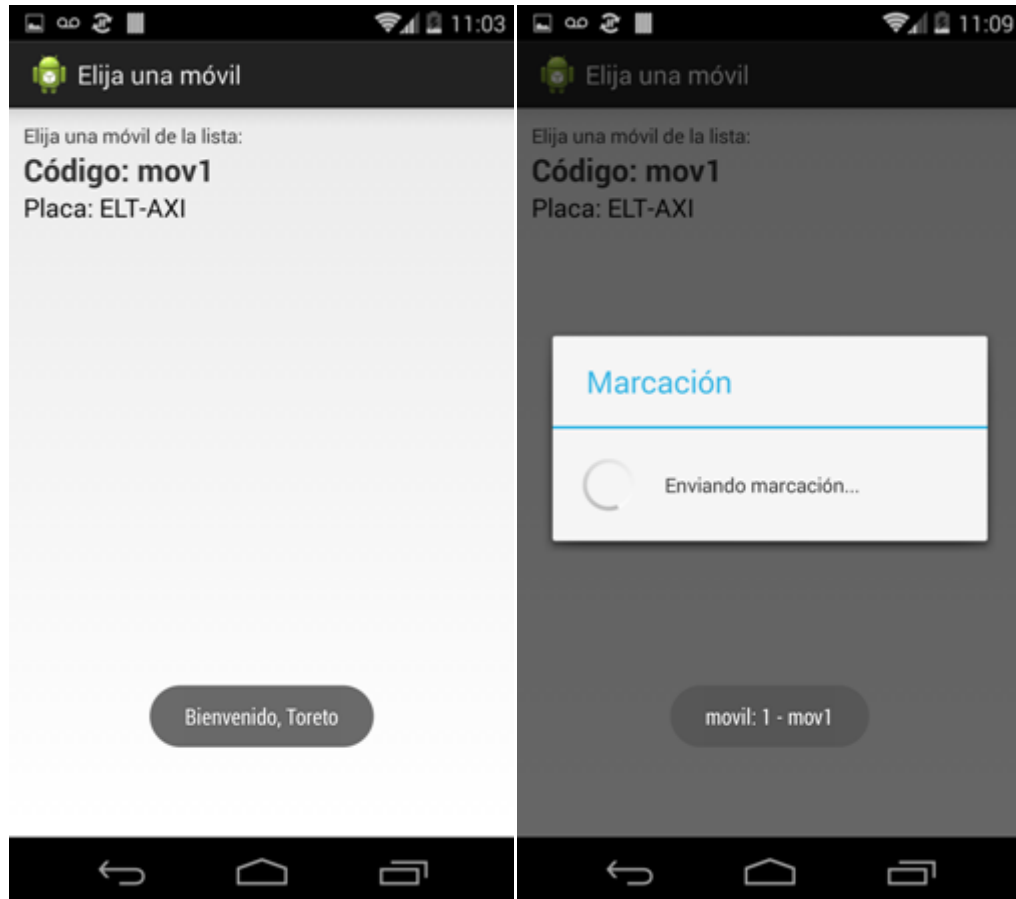 11:03
Elija una móvil
Elija una móvil de la lista:
Código: mov1
Placa: ELT-AXI
Bienvenido, Toreto
11:09
Elija una móvil
Elija una móvil de la lista:
Código: mov1
Placa: ELT-AXI
Marcación
Enviando marcación...
movil: 1 - mov1